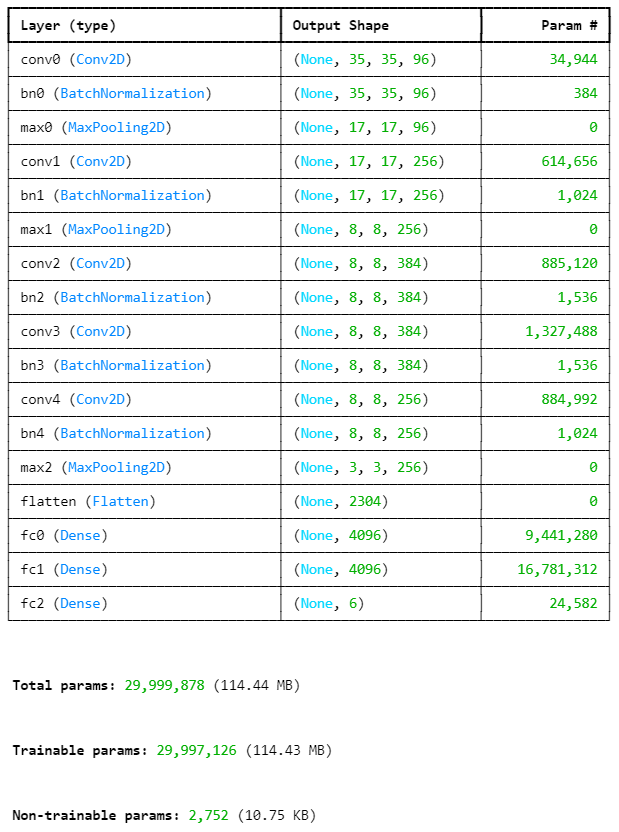 Layer (type) Output Shape Param #
conv0 (Conv2D) (None, 35, 35, 96) 34,944
bn0 (BatchNormalization) (None, 35, 35, 96) 384
max0 (MaxPooling2D) (None, 17, 17, 96) 0
conv1 (Conv2D) (None, 17, 17, 256) 614,656
bn1 (BatchNormalization) (None, 17, 17, 256) 1,024
max1 (MaxPooling2D) (None, 8, 8, 256) 0
conv2 (Conv2D) (None, 8, 8, 384) 885,120
bn2 (BatchNormalization) (None, 8, 8, 384) 1,536
conv3 (Conv2D) (None, 8, 8, 384) 1,327,488
bn3 (BatchNormalization) (None, 8, 8, 384) 1,536
conv4 (Conv2D) (None, 8, 8, 256) 884,992
bn4 (BatchNormalization) (None, 8, 8, 256) 1,024
max2 (MaxPooling2D) (None, 3, 3, 256) 0
flatten (Flatten) (None, 2304) 0
fc0 (Dense) (None, 4096) 9,441,280
fc1 (Dense) (None, 4096) 16,781,312
fc2 (Dense) (None, 6) 24,582
Total params: 29,999,878 (114.44 MB)
Trainable params: 29,997,126 (114.43 MB)
Non-trainable params: 2,752 (10.75 KB)